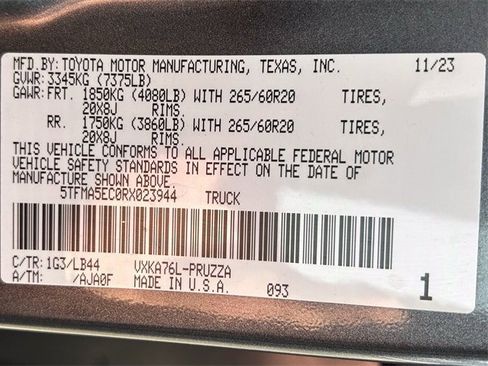 MFD.BY:TOYOTA MOTOR MANUFACTURING, TEXAS, INC. 11/23
GVWR:3345KG (7375LB)
GAWR:FRT. 1850KG (4080LB) WITH 265/60R20 TIRES,
20X8J RIMS.
RR. 1750KG (3860LB) WITH 265/60R20 TIRES,
20X8J RIMS.
THIS VEHICLE CONFORMS TO ALL APPLICABLE FEDERAL MOTOR
VEHICLE SAFETY STANDARDS IN EFFECT ON THE DATE OF
MANUFACTURE SHOWN ABOVE.
5TFMA5EC0RX023944 TRUCK
C/TR:1G3/LB44 VXKA76L-PRUZZA
A/TM: /AJA0F MADE IN U.S.A. 093 1